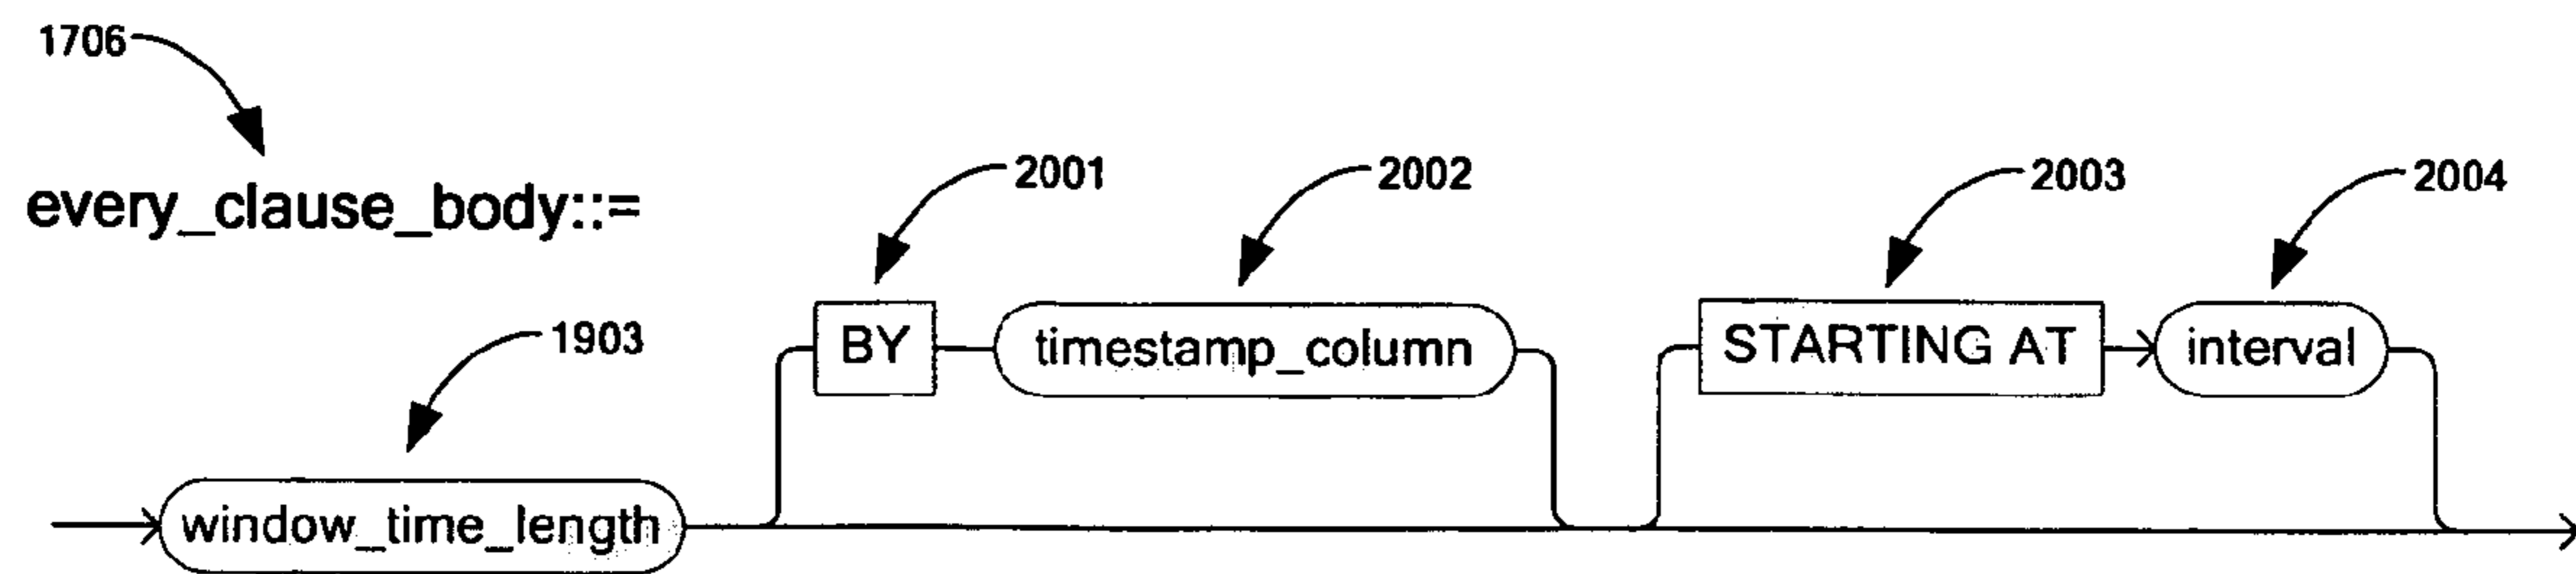 1706
every_clause_body::=
2001
2002
2003
2004
1903
BY
timestamp_column
STARTING AT
interval
window_time_length